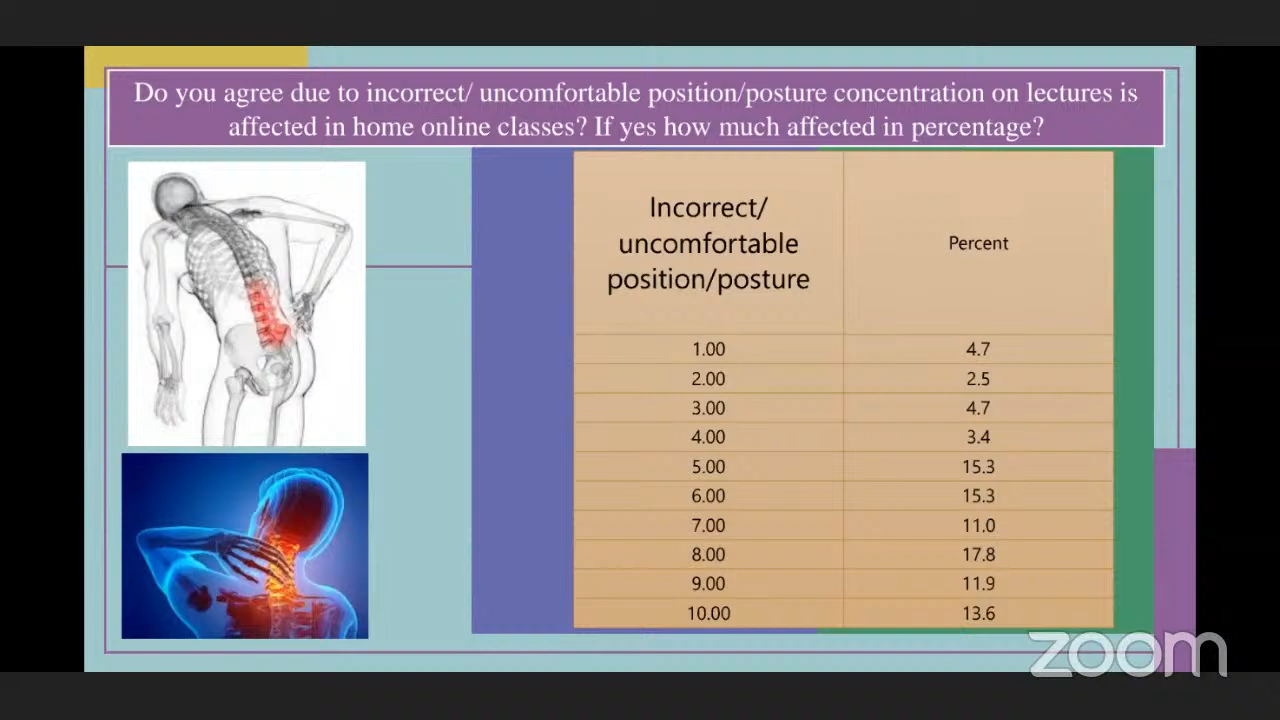 Do you agree due to incorrect/ uncomfortable position/posture concentration on lectures is
affected in home online classes? If yes how much affected in percentage?
Incorrect/
uncomfortable
position/posture
Percent
1.00 4.7
2.00 2.5
3.00 4.7
4.00 3.4
5.00 15.3
6.00 15.3
7.00 11.0
8.00 17.8
9.00 11.9
10.00 13.6
zoom